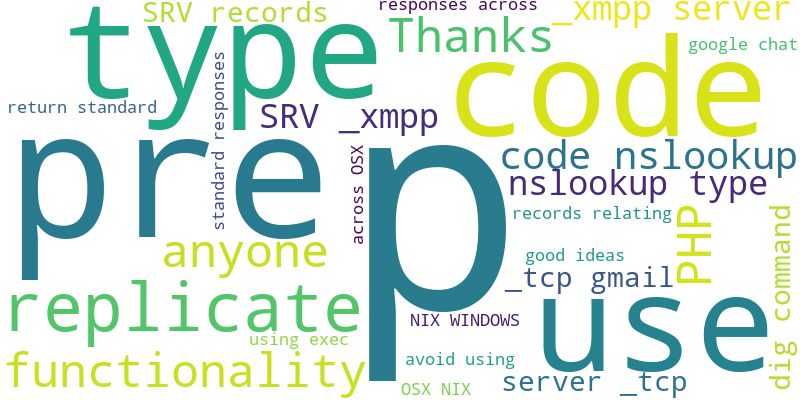 SRV records
responses across
_xmpp server
type
Thanks
google chat
code
return standard
standard responses
SRV _xmpp
prep
p
across OSX
code nslookup
nslookup type
records relating
PHP
dig command
anyone
good ideas
_tcp gmail
replicate
use
NIX WINDOWS
using exec
functionality
avoid using
server _tcp
OSX NIX